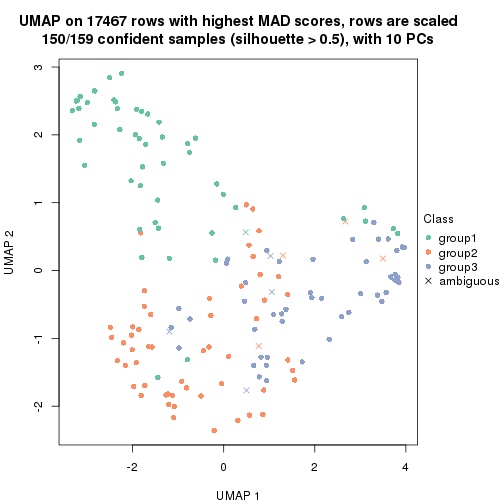 UMAP on 17467 rows with highest MAD scores, rows are scaled
150/159 confident samples (silhouette > 0.5), with 10 PCs
3
2
1
0
-1
-2
UMAP 2
-2
0
2
4
UMAP 1
Class
group1
group2
group3
ambiguous